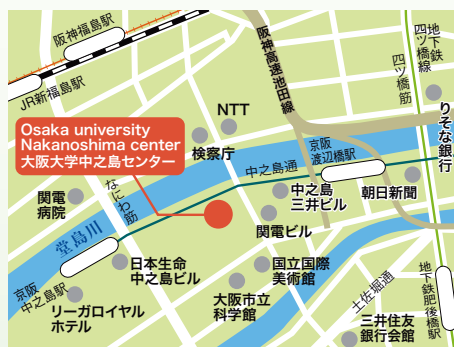 阪神福島駅
JR新福島駅
阪神高速池田線
四ツ橋筋
地下鉄
四ツ橋線
りそな銀行
NTT
検察庁
Osaka university
Nakanoshima center
大阪大学中之島センター
なにわ筋
中之島通
京阪
渡辺橋駅
朝日新聞
中之島
三井ビル
関電
病院
関電ビル
堂島川
日本生命
中之島ビル
国立国際
美術館
京阪
中之島駅
リーガロイヤル
ホテル
大阪市立
科学館
土佐堀通
地下鉄肥後橋駅
三井住友
銀行会館